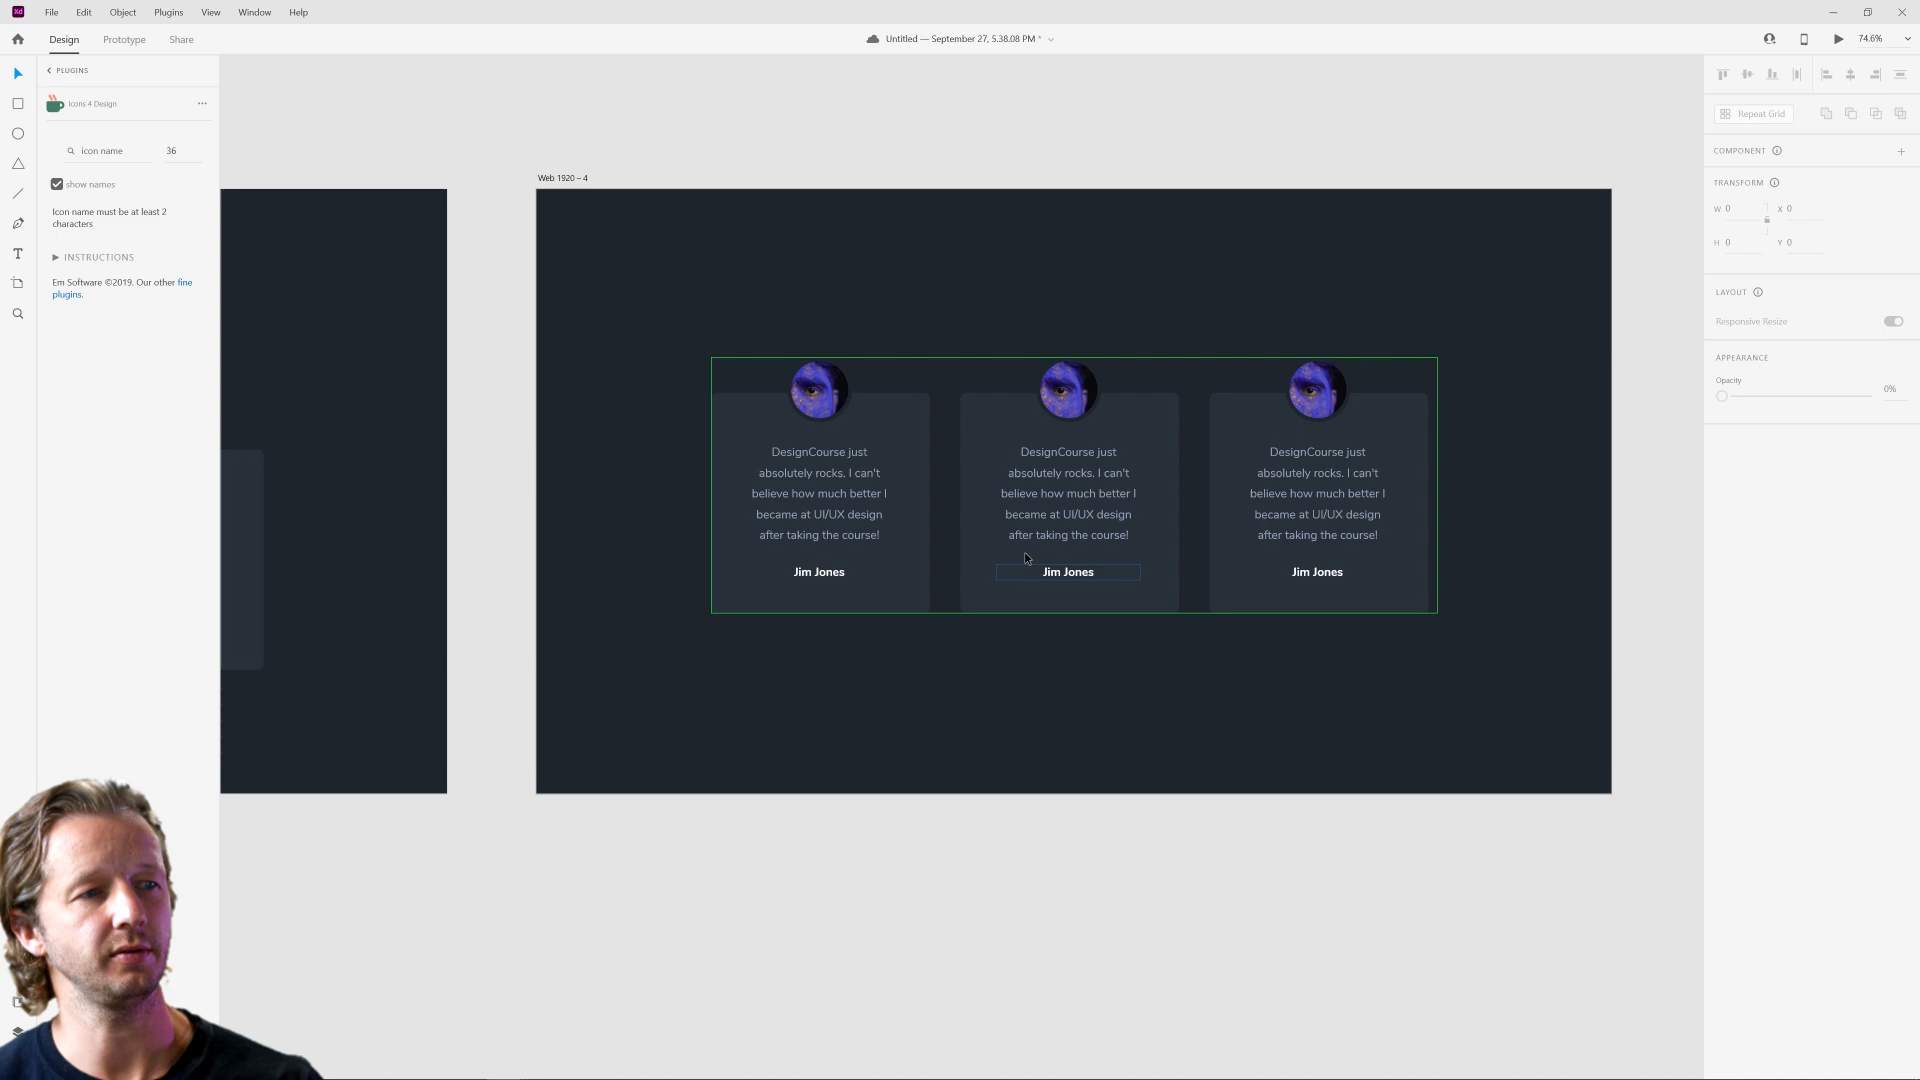 Xd
File Edit Object Plugins View Window Help
Design Prototype Share
Untitled — September 27, 5.38.08 PM *
74.6%
PLUGINS
Icons 4 Design
icon name 36
show names
Icon name must be at least 2
characters
INSTRUCTIONS
Em Software ©2019. Our other fine
plugins.
Web 1920 – 4
DesignCourse just
absolutely rocks. I can't
believe how much better I
became at UI/UX design
after taking the course!
Jim Jones
DesignCourse just
absolutely rocks. I can't
believe how much better I
became at UI/UX design
after taking the course!
Jim Jones
DesignCourse just
absolutely rocks. I can't
believe how much better I
became at UI/UX design
after taking the course!
Jim Jones
Repeat Grid
COMPONENT
TRANSFORM
W 0 X 0
H 0 Y 0
LAYOUT
Responsive Resize
APPEARANCE
Opacity
0%